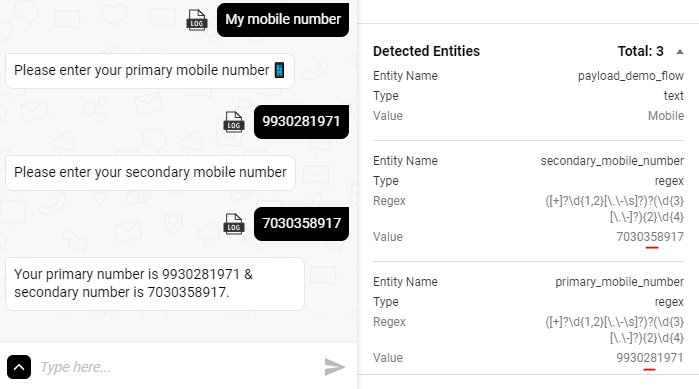 LOG
My mobile number
Please enter your primary mobile number
LOG
9930281971
Please enter your secondary mobile number
LOG
7030358917
Your primary number is 9930281971 &
secondary number is 7030358917.
Type here...
Detected Entities Total: 3
Entity Name payload_demo_flow
Type text
Value Mobile
Entity Name secondary_mobile_number
Type regex
Regex ([+]?\d{1,2}[\.\-\s]?)?(\d{3}
[\.\-]?){2}\d{4}
Value 7030358917
Entity Name primary_mobile_number
Type regex
Regex ([+]?\d{1,2}[\.\-\s]?)?(\d{3}
[\.\-]?){2}\d{4}
Value 9930281971